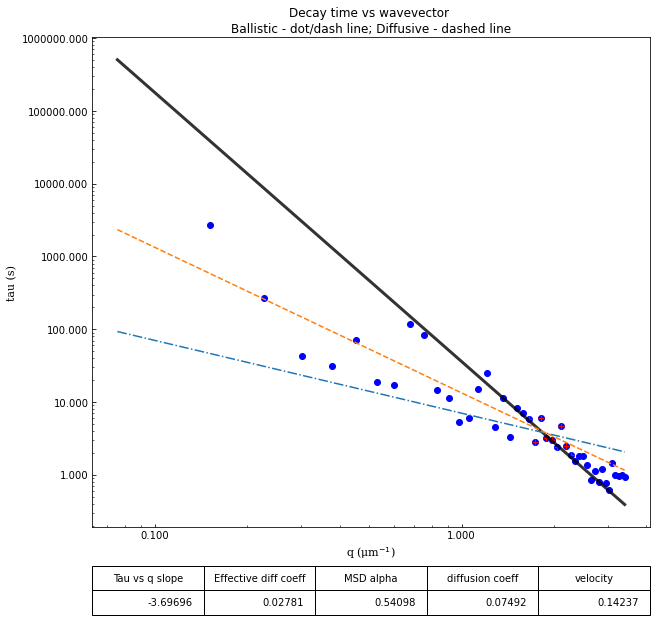 Decay time vs wavevector
Ballistic - dot/dash line; Diffusive - dashed line
1000000.000
100000.000
10000.000
1000.000
100.000
10.000
1.000
tau (s)
0.100 1.000
q (μm⁻¹)
Tau vs q slope Effective diff coeff MSD alpha diffusion coeff velocity
-3.69696 0.02781 0.54098 0.07492 0.14237